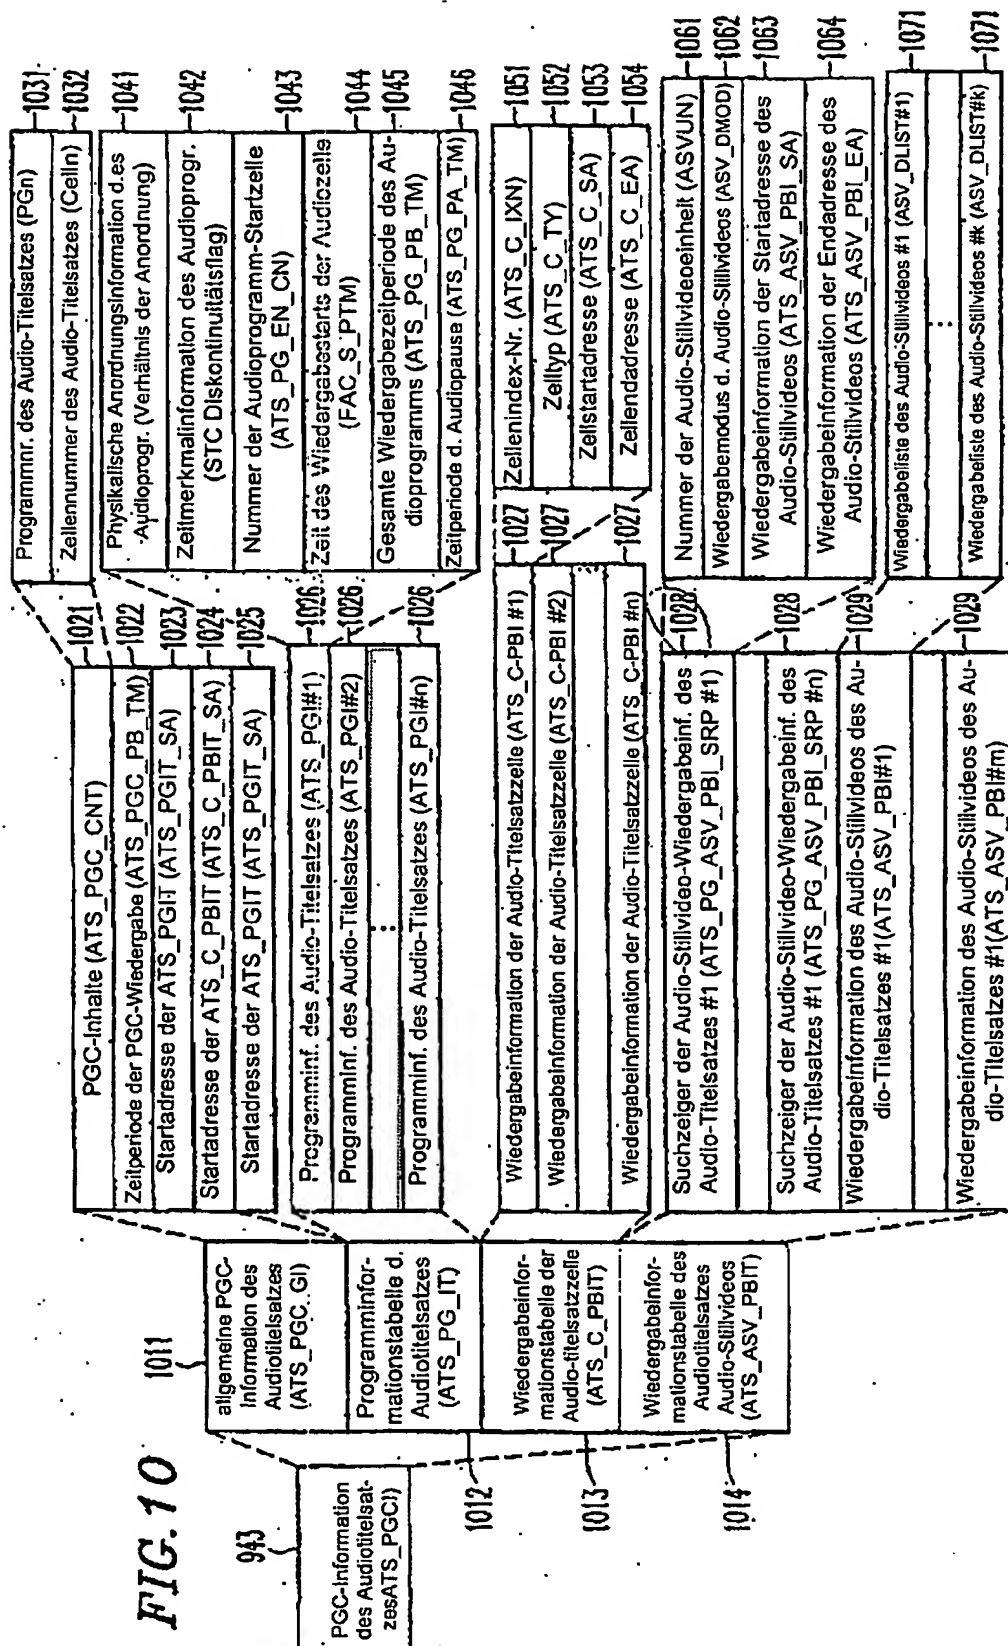 FIG. 10
943
PGC-Information
des Audiotitelsat-
zesATS_PGCI)
1011
allgemeine PGC-
Information des
Audiotitelsatzes
(ATS_PGC_GI)
Programminfor-
mationstabelle d.
Audiotitelsatzes
(ATS_PG_IT)
1012
Wiedergabeinfor-
mationstabelle der
Audio-titelsatzzelle
(ATS_C_PBIT)
1013
Wiedergabeinfor-
mationstabelle des
Audiotitelsatzes
Audio-Stillvideos
(ATS_ASV_PBIT)
1014
PGC-Inhalte (ATS_PGC_CNT)
1021
Zeitperiode der PGC-Wiedergabe (ATS_PGC_PB_TM)
1022
Startadresse der ATS_PGIT (ATS_PGIT_SA)
1023
Startadresse der ATS_C_PBIT (ATS_C_PBIT_SA)
1024
Startadresse der ATS_PGIT (ATS_PGIT_SA)
1025
Programminf. des Audio-Titelsatzes (ATS_PGI#1)
1026
Programminf. des Audio-Titelsatzes (ATS_PGI#2)
1026
...
Programminf. des Audio-Titelsatzes (ATS_PGI#n)
1026
Wiedergabeinformation der Audio-Titelsatzzelle (ATS_C-PBI #1)
1027
Wiedergabeinformation der Audio-Titelsatzzelle (ATS_C-PBI #2)
1027
Wiedergabeinformation der Audio-Titelsatzzelle (ATS_C-PBI #n)
1027
Suchzeiger der Audio-Stillvideo-Wiedergabeinf. des
Audio-Titelsatzes #1 (ATS_PG_ASV_PBI_SRP #1)
1028
Suchzeiger der Audio-Stillvideo-Wiedergabeinf. des
Audio-Titelsatzes #1 (ATS_PG_ASV_PBI_SRP #n)
1028
Wiedergabeinformation des Audio-Stillvideos des Au-
dio-Titelsatzes #1(ATS_ASV_PBI#1)
1029
Wiedergabeinformation des Audio-Stillvideos des Au-
dio-Titelsatzes #1(ATS_ASV_PBI#m)
1029
Programmnr. des Audio-Titelsatzes (PGn)
1031
Zellennummer des Audio-Titelsatzes (Celln)
1032
Physikalische Anordnungsinformation d.es
-Audioprogr. (Verhältnis der Anordnung)
1041
Zeitmerkmalinformation des Audioprogr.
(STC Diskontinuitätsflag)
1042
Nummer der Audioprogramm-Startzelle
(ATS_PG_EN_CN)
1043
Zeit des Wiedergabestarts der Audiozelle
(FAC_S_PTM)
1044
Gesamte Wiedergabezeitperiode des Au-
dioprogramms (ATS_PG_PB_TM)
1045
Zeitperiode d. Audiopause (ATS_PG_PA_TM)
1046
Zellenindex-Nr. (ATS_C_IXN)
1051
Zelltyp (ATS_C_TY)
1052
Zellstartadresse (ATS_C_SA)
1053
Zellendadresse (ATS_C_EA)
1054
Nummer der Audio-Stillvideoeinheit (ASVUN)
1061
Wiedergabemodus d. Audio-Stillvideos (ASV_DMOD)
1062
Wiedergabeinformation der Startadresse des
Audio-Stillvideos (ATS_ASV_PBI_SA)
1063
Wiedergabeinformation der Endadresse des
Audio-Stillvideos (ATS_ASV_PBI_EA)
1064
Wiedergabeliste des Audio-Stillvideos #1 (ASV_DLIST#1)
1071
...
Wiedergabeliste des Audio-Stillvideos #k (ASV_DLIST#k)
1071